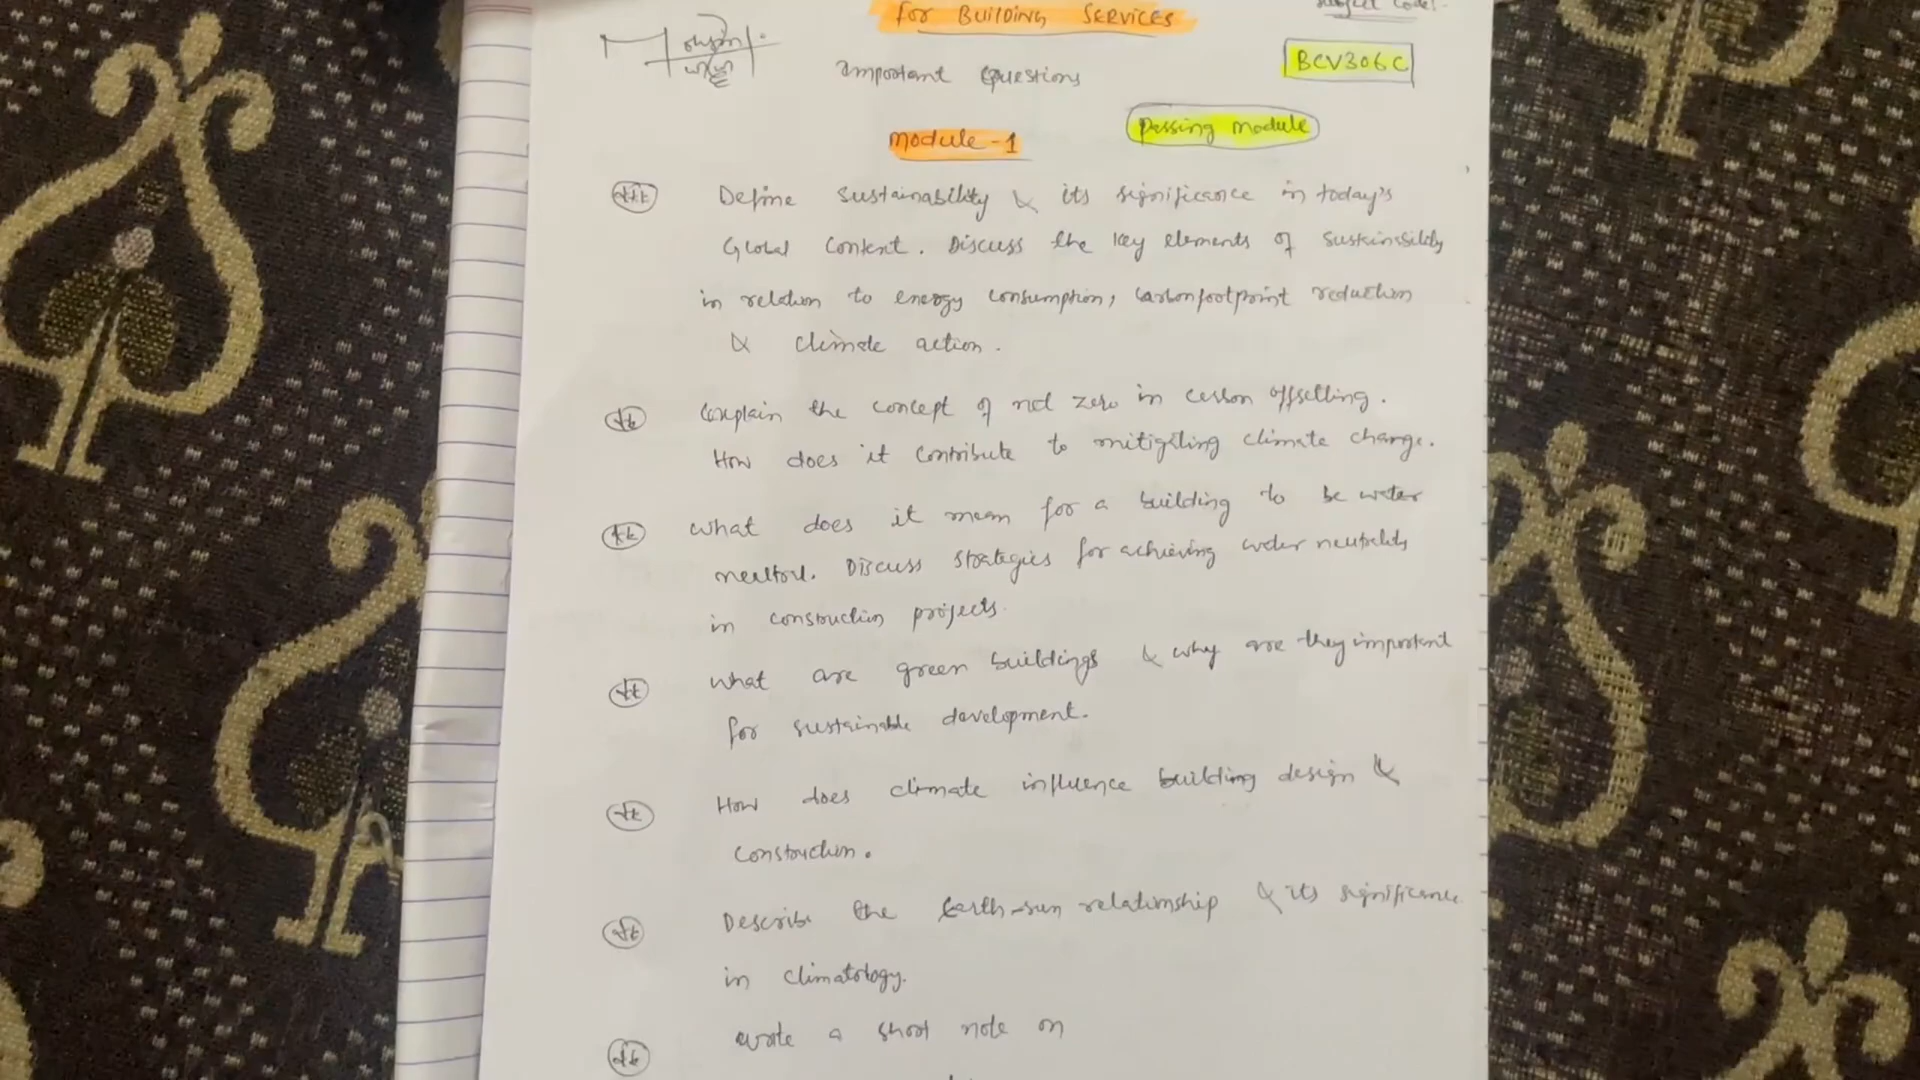 For BUILDING SERVICES
Subject Code:-
Important Questions
BCV306C
Passing module
module-1
Define sustainability & its significance in today's
Global Context. Discuss the key elements of sustainability
in relation to energy consumption, Carbon footprint reduction
& climate action.
Explain the concept of net zero in carbon offsetting.
How does it contribute to mitigating climate change.
what does it mean for a building to be water
neutral. Discuss strategies for achieving water neutrality
in construction projects.
what are green buildings & why are they important
for sustainable development.
How does climate influence building design &
construction.
Describe the Earth-sun relationship & its significance
in climatology.
write a short note on